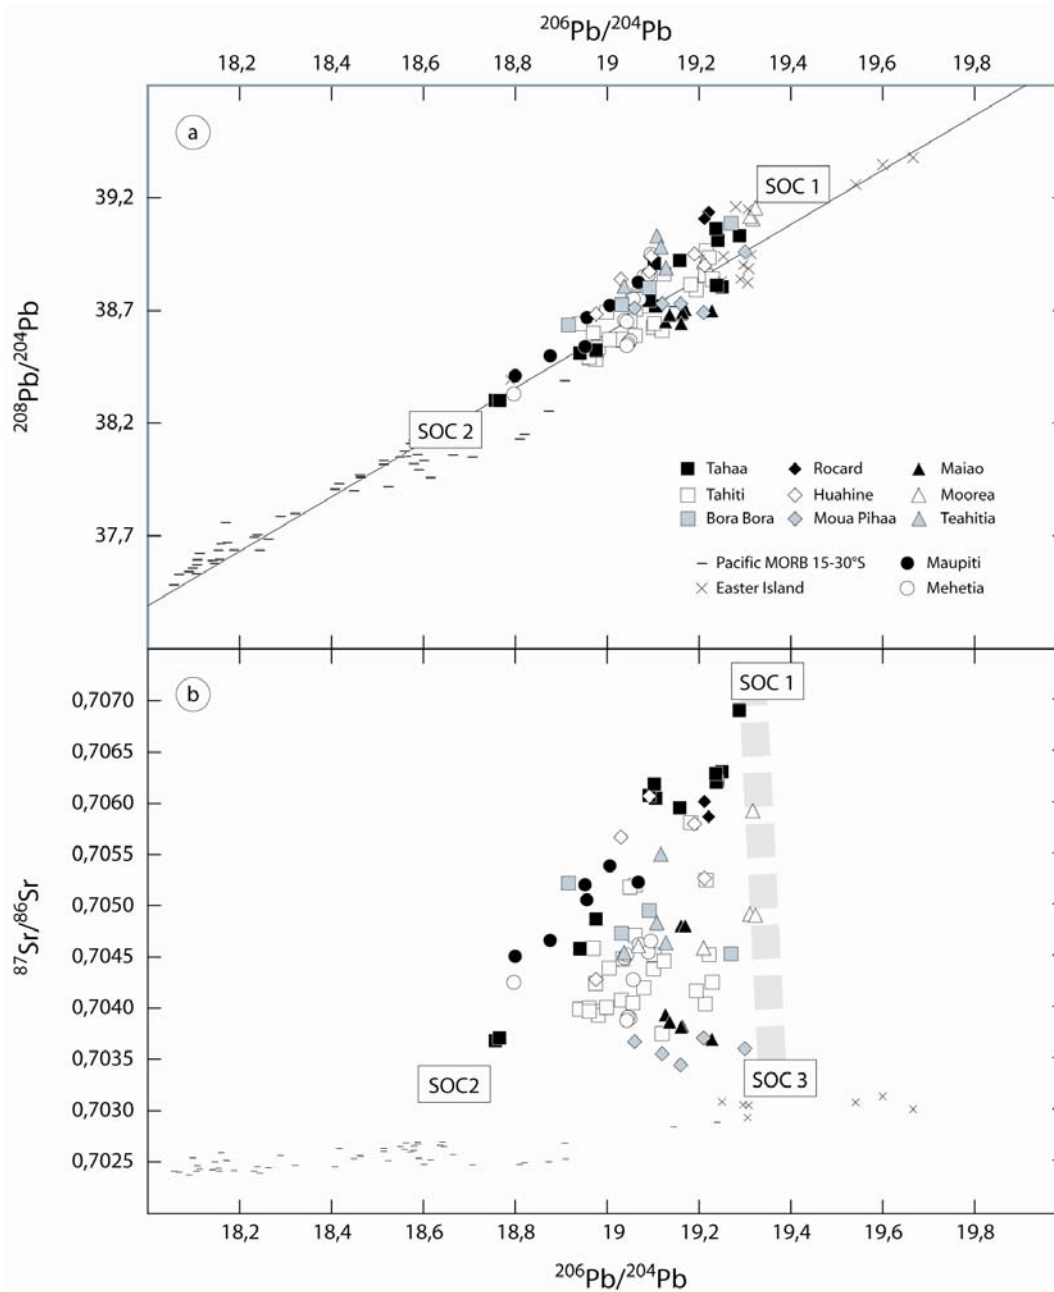 206Pb/204Pb
18,2 18,4 18,6 18,8 19 19,2 19,4 19,6 19,8
a
SOC 1
39,2
38,7
208Pb/204Pb
38,2
SOC 2
37,7
Tahaa Rocard Maiao
Tahiti Huahine Moorea
Bora Bora Moua Pihaa Teahitia
Pacific MORB 15-30°S Maupiti
Easter Island Mehetia
b
SOC 1
0,7070
0,7065
0,7060
0,7055
0,7050
87Sr/86Sr
0,7045
0,7040
0,7035
SOC2
SOC 3
0,7030
0,7025
18,2 18,4 18,6 18,8 19 19,2 19,4 19,6 19,8
206Pb/204Pb